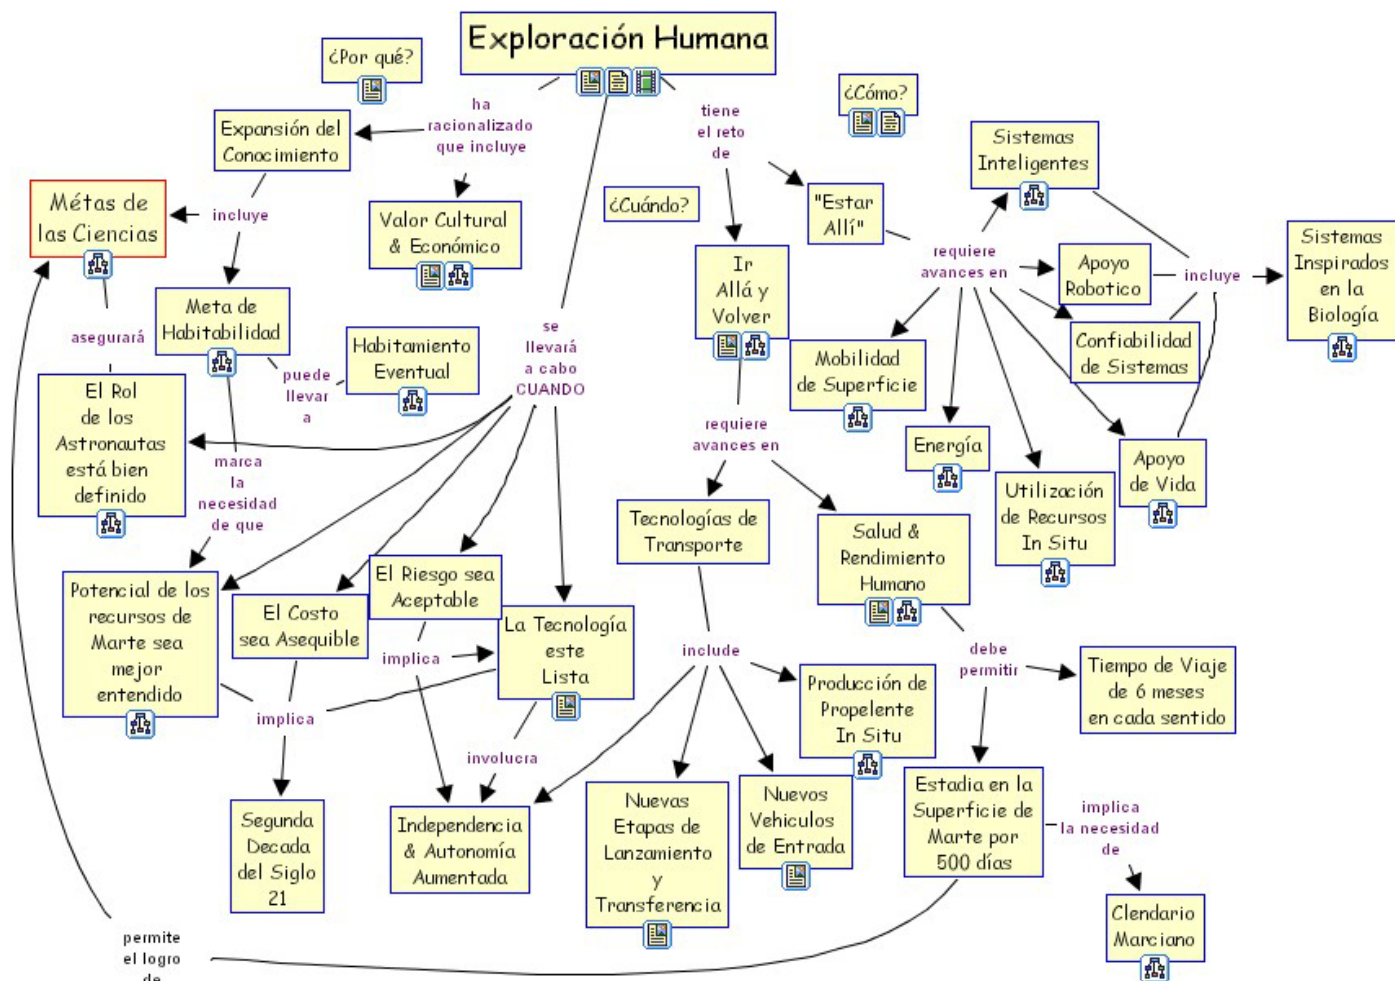 Exploración Humana
¿Por qué?
¿Cómo?
¿Cuándo?
ha
racionalizado
que incluye
tiene
el reto
de
Expansión del
Conocimiento
Métas de
las Ciencias
incluye
Valor Cultural
& Económico
"Estar
Allí"
Sistemas
Inteligentes
requiere
avances en
Apoyo
Robotico
incluye
Sistemas
Inspirados
en la
Biología
Ir
Allá y
Volver
Meta de
Habitabilidad
asegurará
puede
llevar
a
Habitamiento
Eventual
se
llevará
a cabo
CUANDO
Mobilidad
de Superficie
Confiabilidad
de Sistemas
El Rol
de los
Astronautas
está bien
definido
marca
la
necesidad
de que
requiere
avances en
Energía
Utilización
de Recursos
In Situ
Apoyo
de Vida
Tecnologías de
Transporte
Salud &
Rendimiento
Humano
Potencial de los
recursos de
Marte sea
mejor
entendido
El Costo
sea Asequible
El Riesgo sea
Aceptable
La Tecnología
este
Lista
implica
implica
include
debe
permitir
Tiempo de Viaje
de 6 meses
en cada sentido
Producción de
Propelente
In Situ
involucra
Segunda
Decada
del Siglo
21
Independencia
& Autonomía
Aumentada
Nuevas
Etapas de
Lanzamiento
y
Transferencia
Nuevos
Vehiculos
de Entrada
Estadia en la
Superficie de
Marte por
500 días
implica
la necesidad
de
Clendario
Marciano
permite
el logro
de